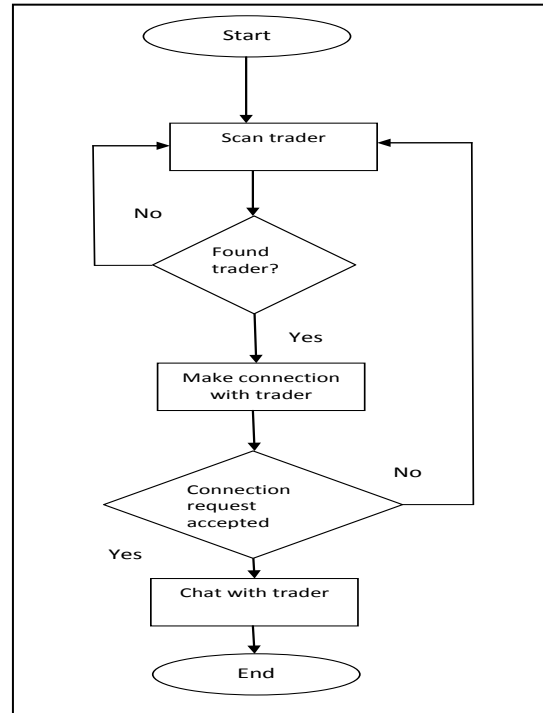 Start
Scan trader
No
Found
trader?
Yes
Make connection
with trader
No
Connection
request
accepted
Yes
Chat with trader
End